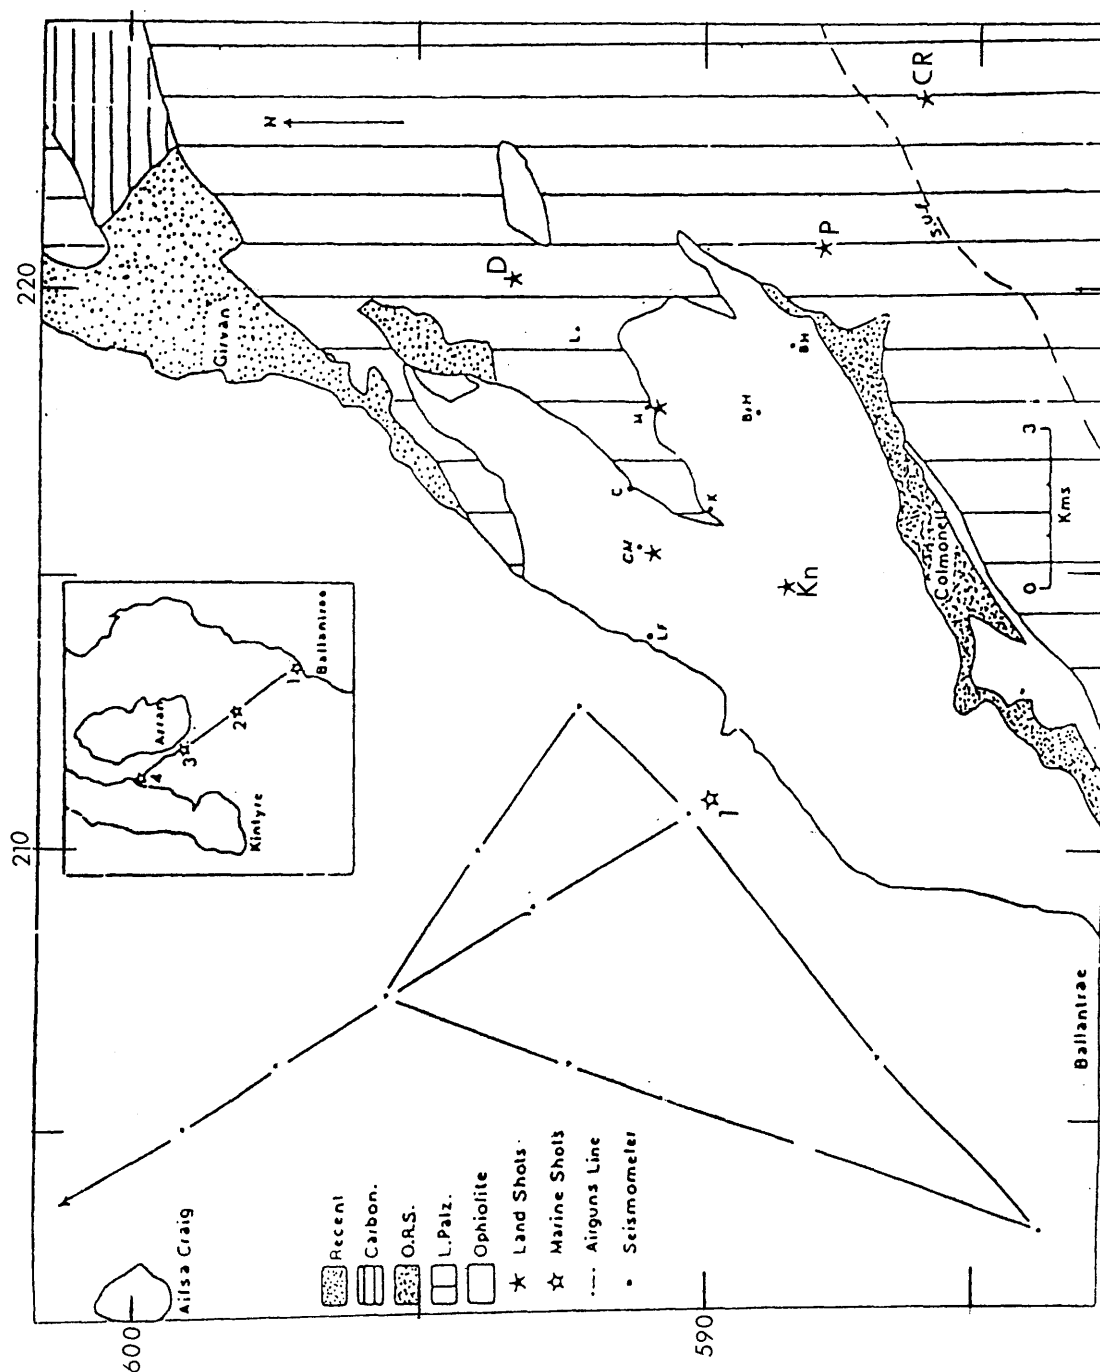 220
210
600
590
N
Girvan
D
L
M
C
K
GM
LF
Kn
B.H
BH
P
CR
S.U.f
Colmonell
0
3
Kms
1
Ballantrae
Ailsa Craig
Arran
Kintyre
Ballantrae
1
2
3
4
Recent
Carbon.
O.R.S.
L.Palz.
Ophiolite
Land Shots
Marine Shots
Airguns Line
Seismometer